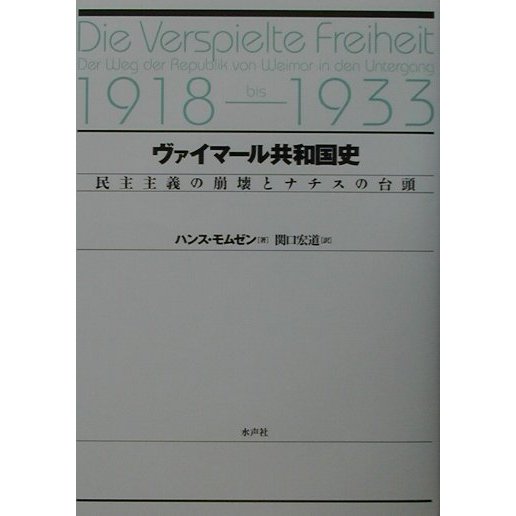 Die Verspielte Freiheit
Der Weg der Republik von Weimar in den Untergang
1918 bis 1933
ヴァイマール共和国史
民主主義の崩壊とナチスの台頭
ハンス・モムゼン[著] 関口宏道[訳]
水声社